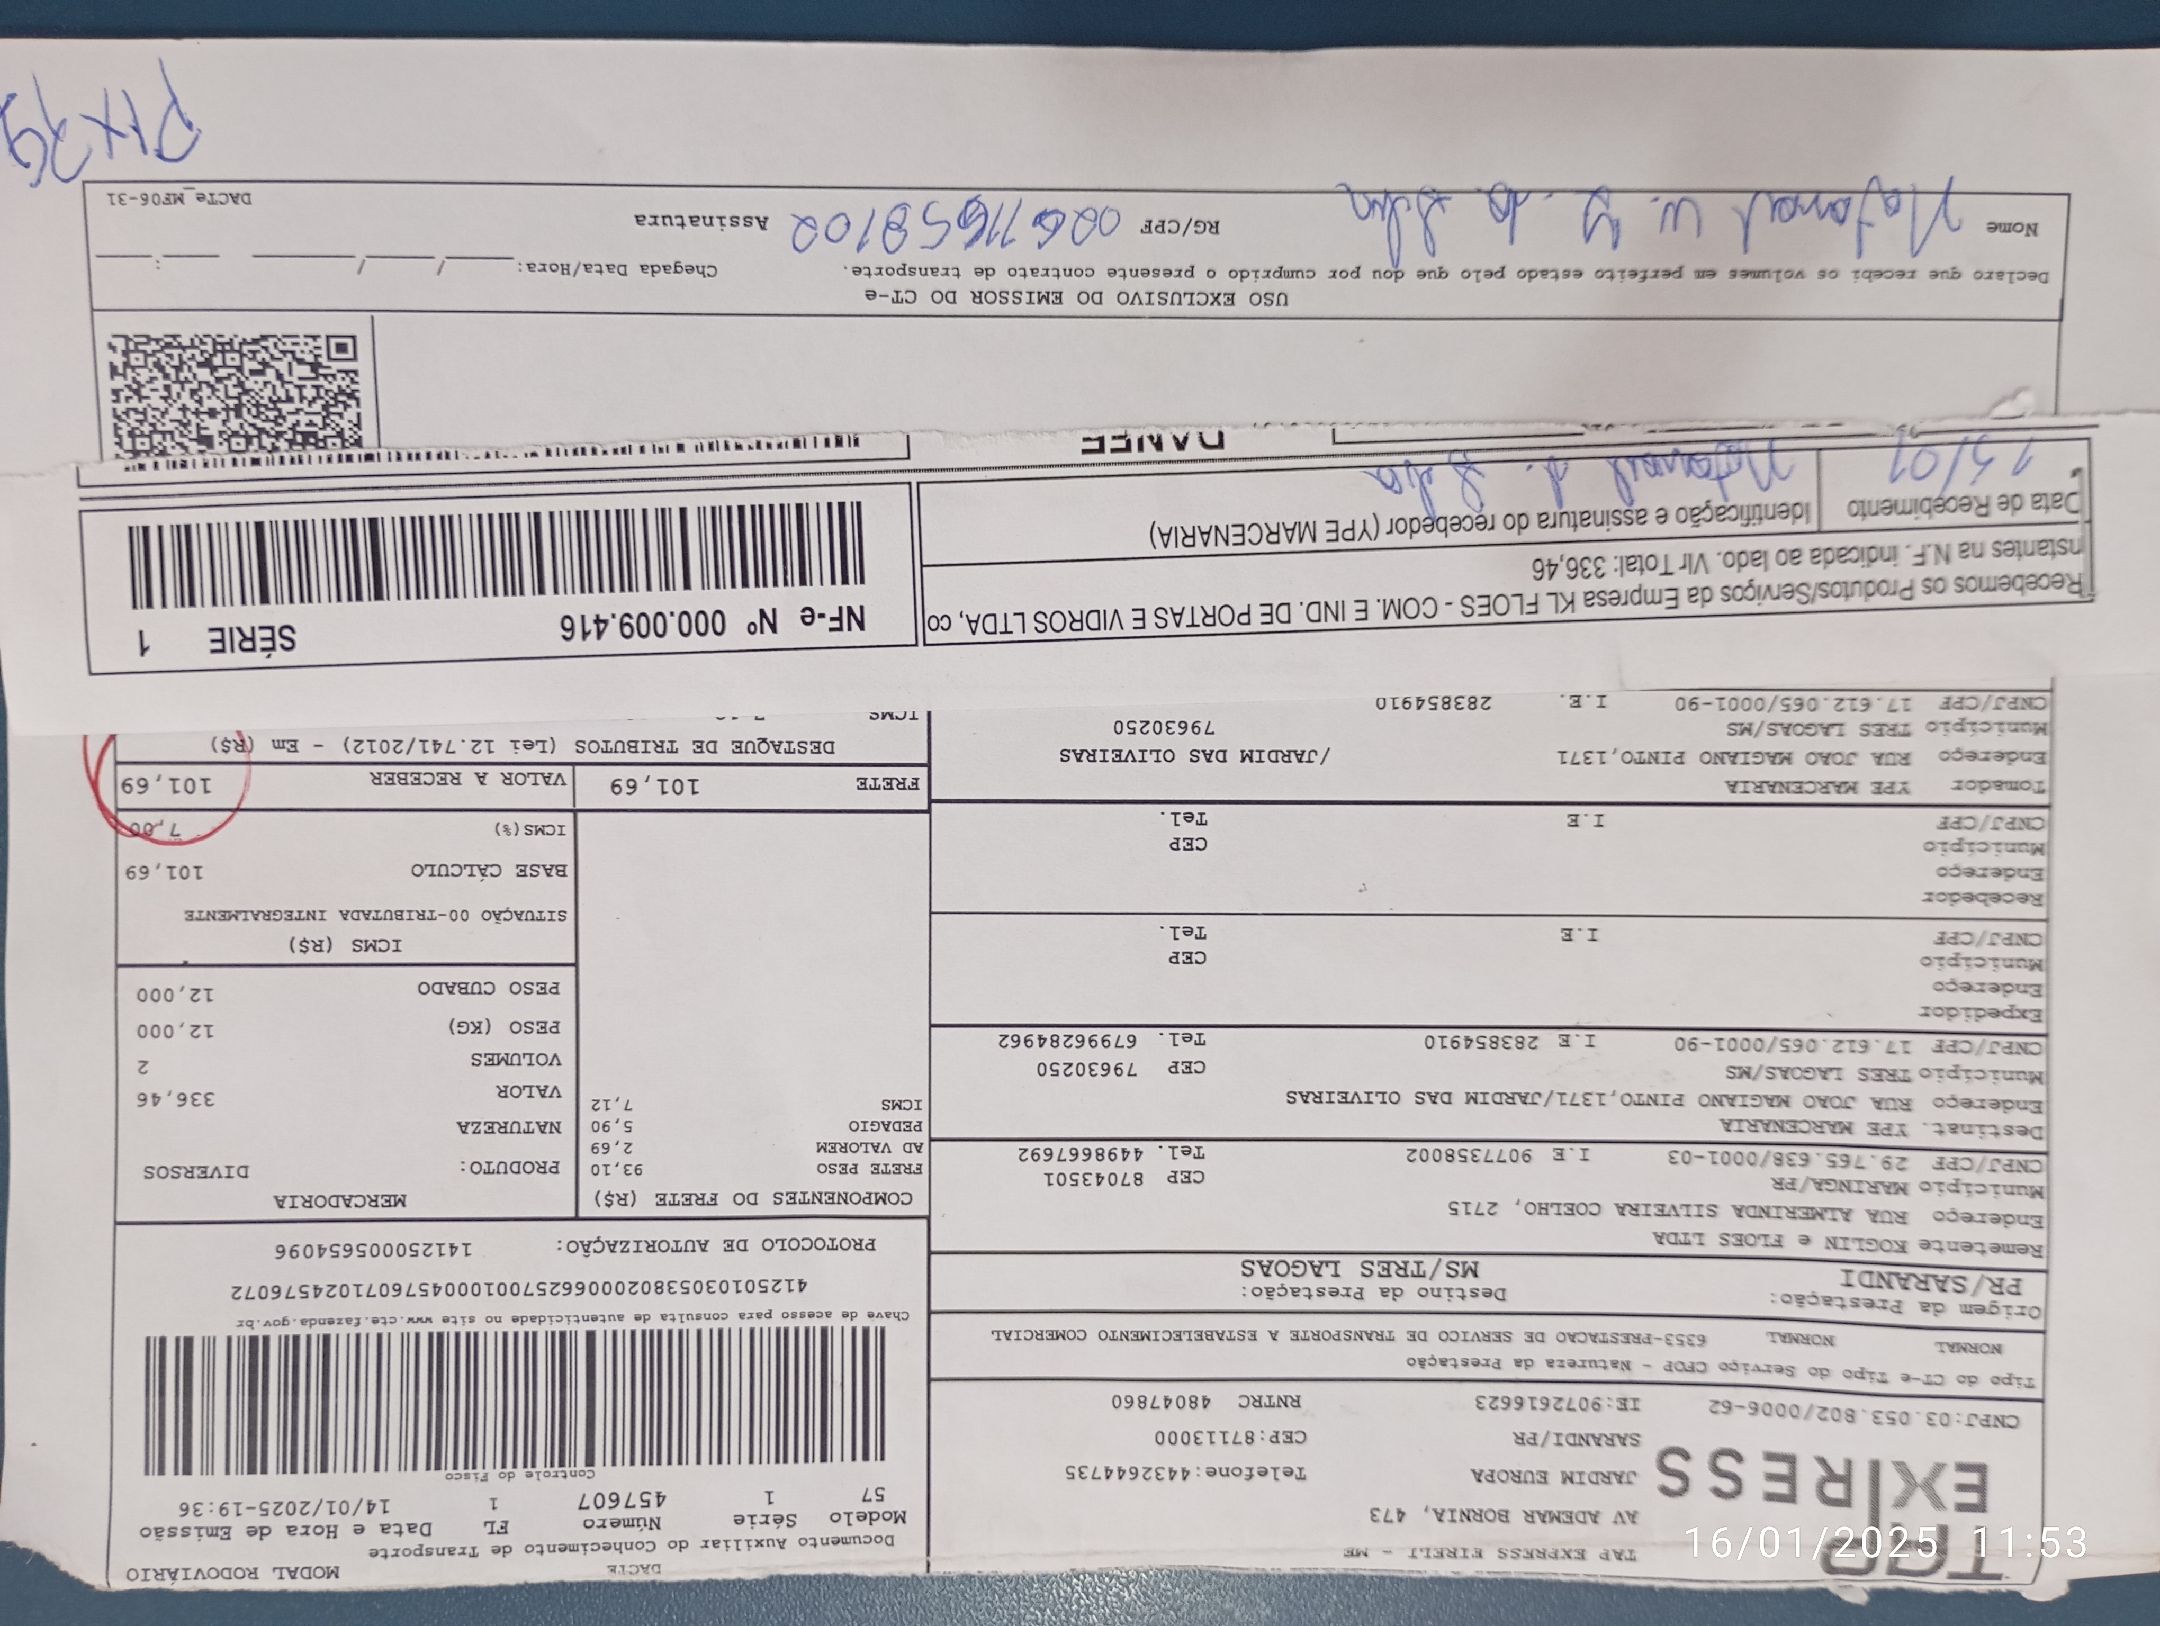 TAP EXPRESS EIRELI - ME
EXPRESS
AV ADEMAR BORNIA, 473
JARDIM EUROPA Telefone:4432644735
SARANDI/PR CEP:87113000
CNPJ:03.053.802/0006-62 IE:9072616623 RNTRC 48047860
Tipo do CT-e Tipo do Serviço CFOP - Natureza da Prestação
NORMAL NORMAL 6353-PRESTACAO DE SERVICO DE TRANSPORTE A ESTABELECIMENTO COMERCIAL
Origem da Prestação: Destino da Prestação:
PR/SARANDI MS/TRES LAGOAS
Remetente KOGLIN e FLOES LTDA
Endereço RUA ALMERINDA SILVEIRA COELHO, 2715
Município MARINGA/PR CEP 87043501
CNPJ/CPF 29.765.638/0001-03 I.E 9077358002 Tel. 4498667692
Destinat. YPE MARCENARIA
Endereço RUA JOAO MAGIANO PINTO,1371/JARDIM DAS OLIVEIRAS
Município TRES LAGOAS/MS CEP 79630250
CNPJ/CPF 17.612.065/0001-90 I.E 283854910 Tel. 67996284962
Expedidor
Endereço
Município CEP
CNPJ/CPF I.E Tel.
Recebedor
Endereço
Município CEP
CNPJ/CPF I.E Tel.
Tomador YPE MARCENARIA
Endereço RUA JOAO MAGIANO PINTO,1371 /JARDIM DAS OLIVEIRAS
Município TRES LAGOAS/MS 79630250
CNPJ/CPF 17.612.065/0001-90 I.E. 283854910
DACTE MODAL RODOVIÁRIO
Documento Auxiliar do Conhecimento de Transporte
Modelo Série Número FL Data e Hora de Emissão
57 1 457607 1 14/01/2025-19:36
Controle do Fisco
Chave de acesso para consulta de autenticidade no site www.cte.fazenda.gov.br
41250103053802000662570010004576071024576072
PROTOCOLO DE AUTORIZAÇÃO: 141250005654096
COMPONENTES DO FRETE (R$)
FRETE PESO 93,10
AD VALOREM 2,69
PEDAGIO 5,90
ICMS 7,12
MERCADORIA
PRODUTO: DIVERSOS
NATUREZA
VALOR 336,46
VOLUMES 2
PESO (KG) 12,000
PESO CUBADO 12,000
ICMS (R$)
SITUAÇÃO 00-TRIBUTADA INTEGRALMENTE
BASE CÁLCULO 101,69
ICMS(%) 7,00
FRETE 101,69 VALOR A RECEBER 101,69
DESTAQUE DE TRIBUTOS (Lei 12.741/2012) - Em (R$)
ICMS
Recebemos os Produtos/Serviços da Empresa KL FLOES - COM. E IND. DE PORTAS E VIDROS LTDA, co
nstantes na N.F. indicada ao lado. Vlr Total: 336,46
Data de Recebimento Identificação e assinatura do recebedor (YPE MARCENARIA)
15/01
NF-e Nº 000.009.416 SÉRIE 1
DANFE
USO EXCLUSIVO DO EMISSOR DO CT-e
Declaro que recebi os volumes em perfeito estado pelo que dou por cumprido o presente contrato de transporte. Chegada Data/Hora: / / :
Nome RG/CPF Assinatura
DACTe_MF06-31
16/01/2025 11:53